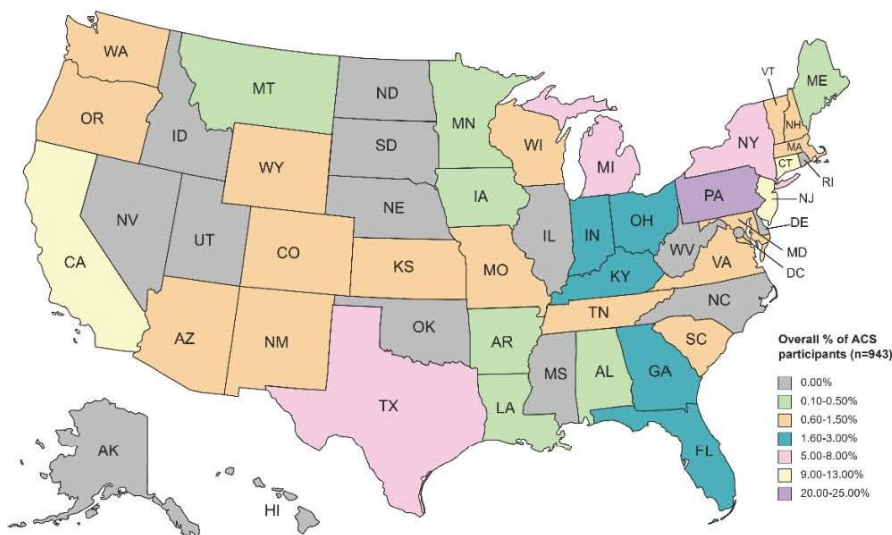 WA
MT
ND
MN
VT
ME
OR
ID
SD
WI
NH
WY
MI
NY
MA
CT
RI
IA
PA
NJ
NE
NV
UT
IL
IN
OH
DE
CO
WV
MD
CA
KS
MO
KY
VA
DC
TN
NC
AZ
NM
OK
AR
SC
MS
AL
GA
TX
LA
FL
AK
HI
Overall % of ACS
participants (n=943)
0.00%
0.10-0.50%
0.60-1.50%
1.60-3.00%
5.00-8.00%
9.00-13.00%
20.00-25.00%